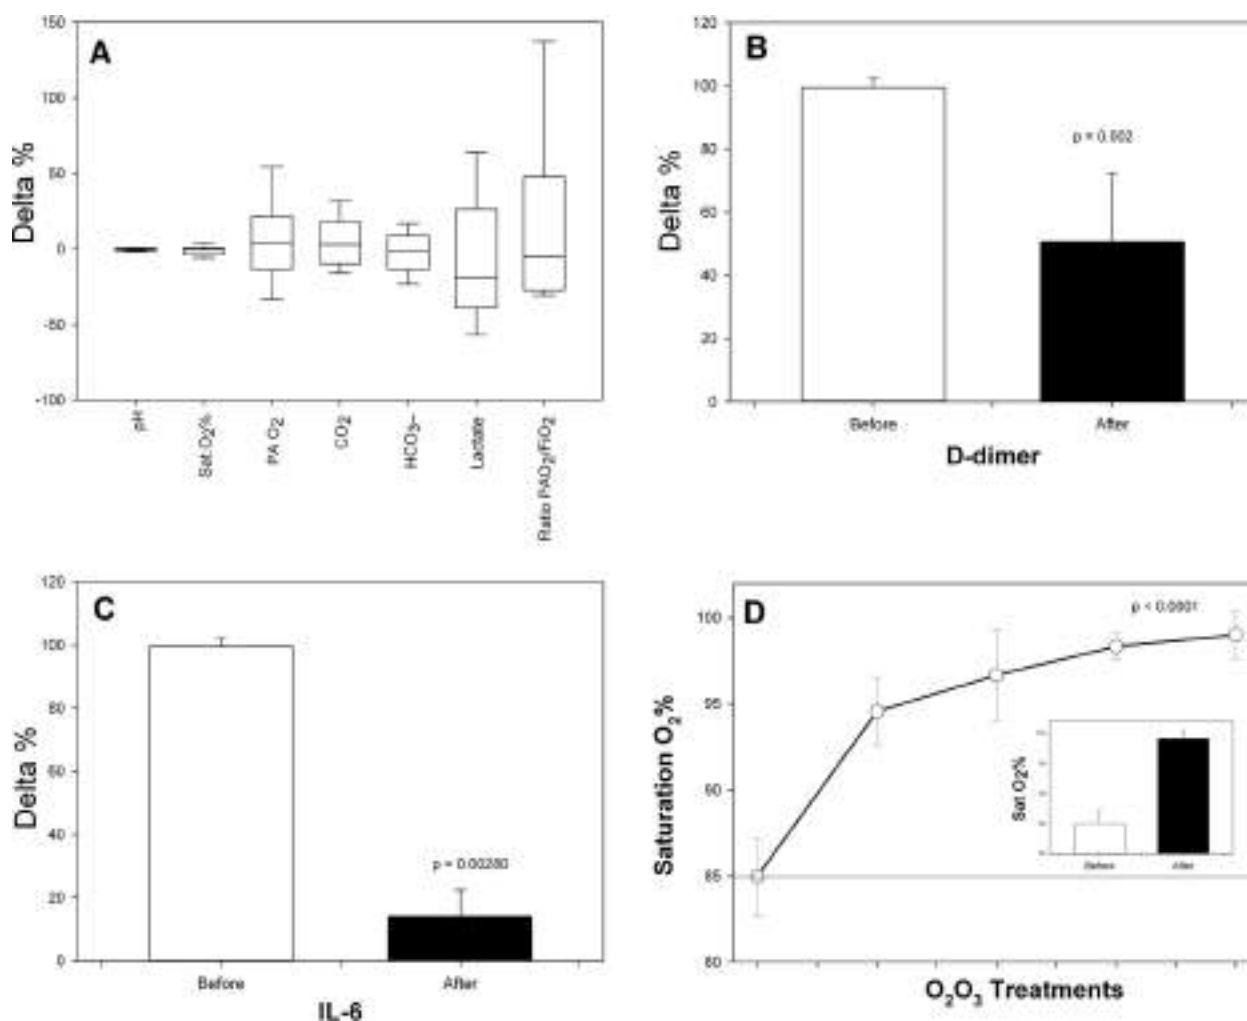 A
Delta %
150
100
50
0
-50
-100
pH
Sat O2%
PA O2
CO2
HCO3-
Lactate
Ratio PAO2/FiO2
B
Delta %
120
100
80
60
40
20
0
p = 0.002
Before
After
D-dimer
C
Delta %
120
100
80
60
40
20
0
p = 0.00280
Before
After
IL-6
D
Saturation O2%
100
95
90
85
80
p < 0.0001
Sat O2%
Before
After
O2O3 Treatments